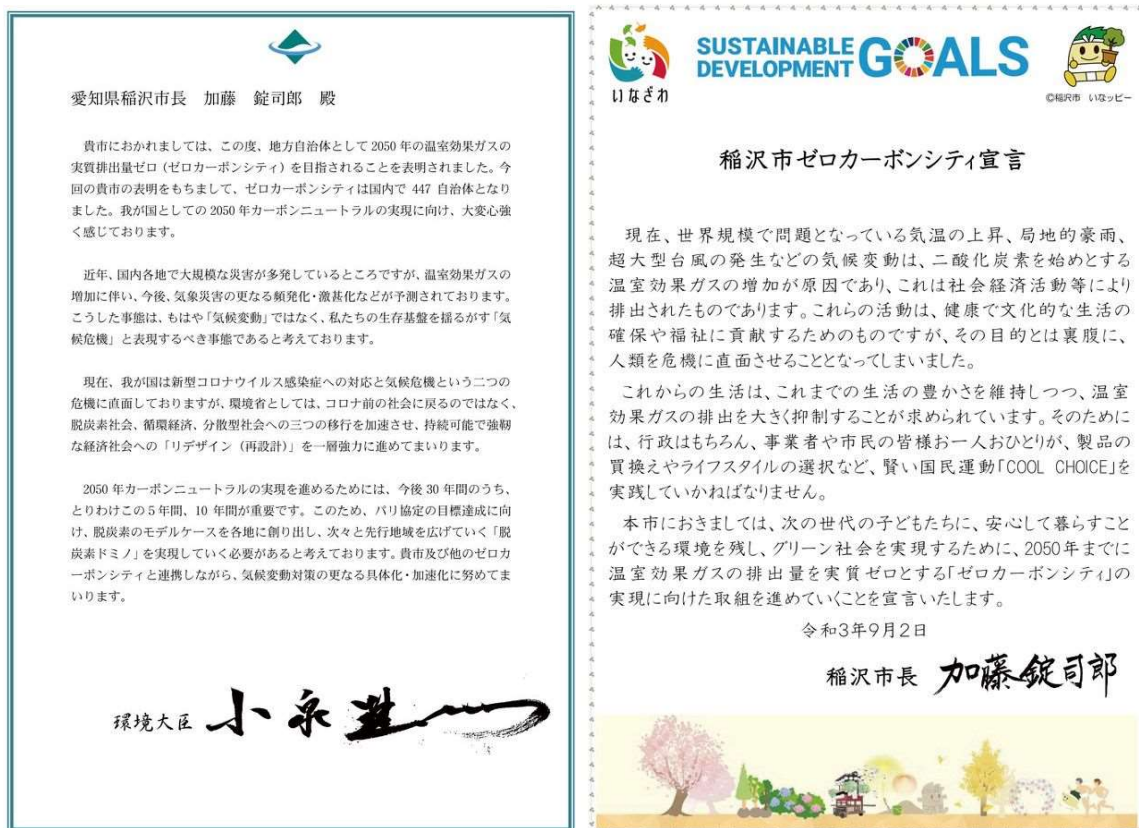 愛知県稲沢市長　加藤　錠司郎　殿
貴市におかれましては、この度、地方自治体として2050年の温室効果ガスの
実質排出量ゼロ（ゼロカーボンシティ）を目指されることを表明されました。今
回の貴市の表明をもちまして、ゼロカーボンシティは国内で 447 自治体となり
ました。我が国としての2050年カーボンニュートラルの実現に向け、大変心強
く感じております。
近年、国内各地で大規模な災害が多発しているところですが、温室効果ガスの
増加に伴い、今後、気象災害の更なる頻発化・激甚化などが予測されております。
こうした事態は、もはや「気候変動」ではなく、私たちの生存基盤を揺るがす「気
候危機」と表現するべき事態であると考えております。
現在、我が国は新型コロナウイルス感染症への対応と気候危機という二つの
危機に直面しておりますが、環境省としては、コロナ前の社会に戻るのではなく、
脱炭素社会、循環経済、分散型社会への三つの移行を加速させ、持続可能で強靭
な経済社会への「リデザイン（再設計）」を一層強力に進めてまいります。
2050年カーボンニュートラルの実現を進めるためには、今後30年間のうち、
とりわけこの5年間、10年間が重要です。このため、パリ協定の目標達成に向
け、脱炭素のモデルケースを各地に創り出し、次々と先行地域を広げていく「脱
炭素ドミノ」を実現していく必要があると考えております。貴市及び他のゼロカ
ーボンシティと連携しながら、気候変動対策の更なる具体化・加速化に努めてま
いります。
環境大臣 小泉進
いなざわ
SUSTAINABLE
DEVELOPMENT
GOALS
©稲沢市　いなッピー
稲沢市ゼロカーボンシティ宣言
現在、世界規模で問題となっている気温の上昇、局地的豪雨、
超大型台風の発生などの気候変動は、二酸化炭素を始めとする
温室効果ガスの増加が原因であり、これは社会経済活動等により
排出されたものであります。これらの活動は、健康で文化的な生活の
確保や福祉に貢献するためのものですが、その目的とは裏腹に、
人類を危機に直面させることとなってしまいました。
これからの生活は、これまでの生活の豊かさを維持しつつ、温室
効果ガスの排出を大きく抑制することが求められています。そのために
は、行政はもちろん、事業者や市民の皆様お一人おひとりが、製品の
買換えやライフスタイルの選択など、賢い国民運動「COOL CHOICE」を
実践していかねばなりません。
本市におきましては、次の世代の子どもたちに、安心して暮らすこと
ができる環境を残し、グリーン社会を実現するために、2050年までに
温室効果ガスの排出量を実質ゼロとする「ゼロカーボンシティ」の
実現に向けた取組を進めていくことを宣言いたします。
令和3年9月2日
稲沢市長 加藤錠司郎